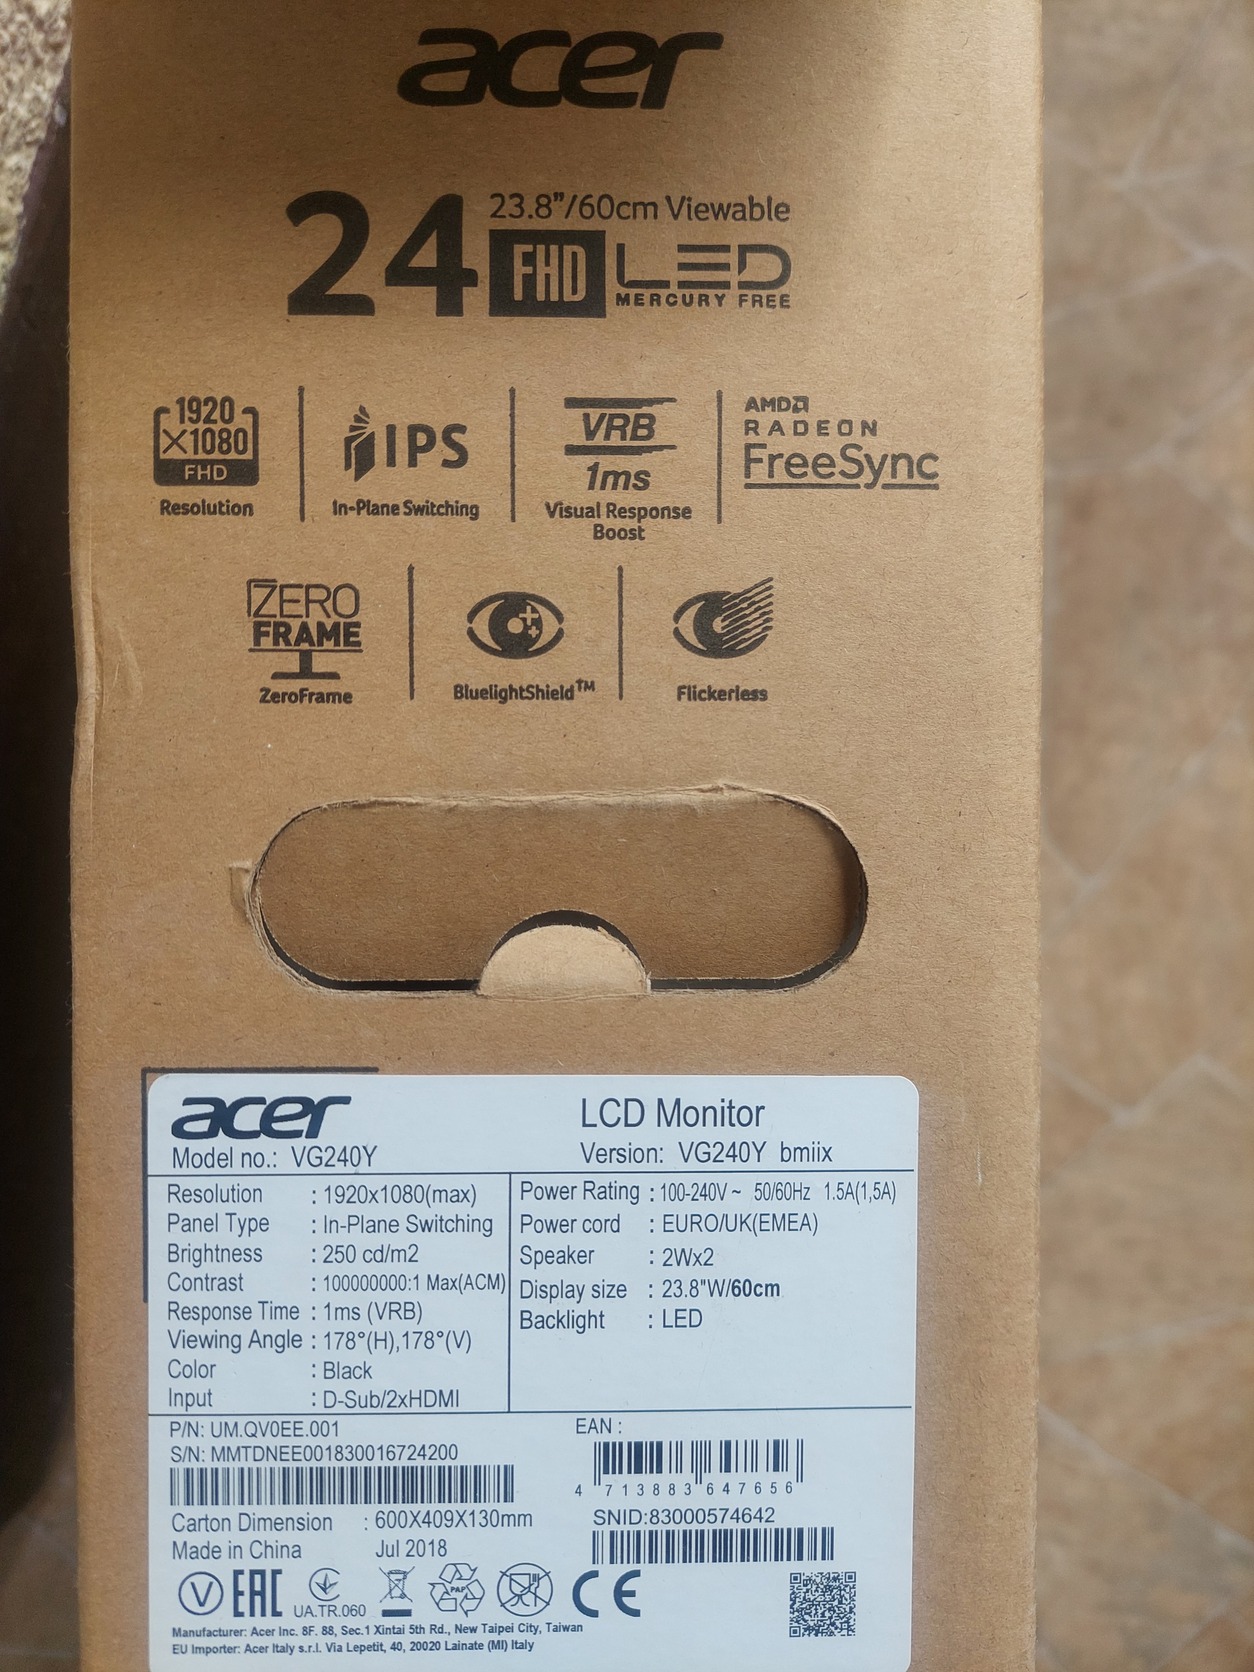 acer
24 23.8"/60cm Viewable
FHD LED
MERCURY FREE
1920
X1080
FHD
Resolution
IPS
In-Plane Switching
VRB
1ms
Visual Response
Boost
AMD
RADEON
FreeSync
ZERO
FRAME
ZeroFrame
BluelightShield™
Flickerless
acer
LCD Monitor
Model no.: VG240Y
Version: VG240Y bmiix
Resolution : 1920x1080(max)
Panel Type : In-Plane Switching
Brightness : 250 cd/m2
Contrast : 100000000:1 Max(ACM)
Response Time : 1ms (VRB)
Viewing Angle : 178°(H),178°(V)
Color : Black
Input : D-Sub/2xHDMI
Power Rating : 100-240V ~ 50/60Hz 1.5A(1,5A)
Power cord : EURO/UK(EMEA)
Speaker : 2Wx2
Display size : 23.8"W/60cm
Backlight : LED
P/N: UM.QV0EE.001
S/N: MMTDNEE001830016724200
EAN :
4 713883 647656
SNID:83000574642
Carton Dimension : 600X409X130mm
Made in China Jul 2018
V EAC UA.TR.060 PAP CE
Manufacturer: Acer Inc. 8F. 88, Sec.1 Xintai 5th Rd., New Taipei City, Taiwan
EU Importer: Acer Italy s.r.l. Via Lepetit, 40, 20020 Lainate (MI) Italy